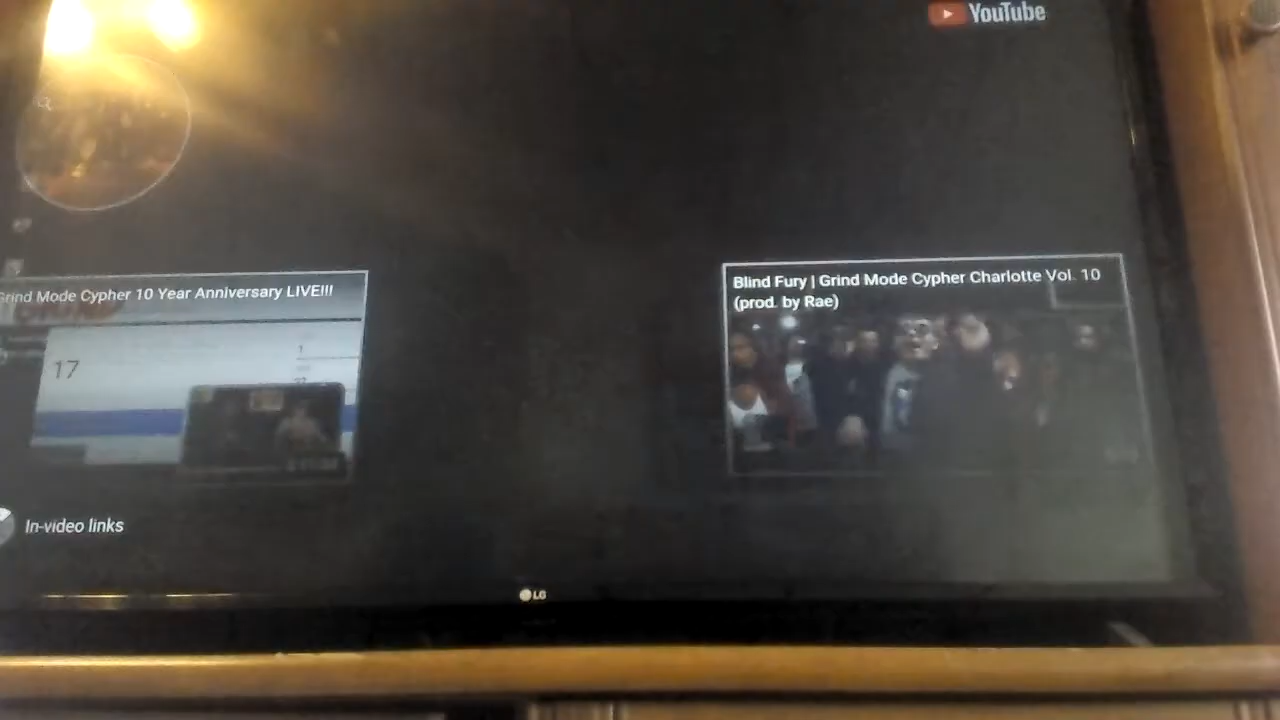 YouTube
Grind Mode Cypher 10 Year Anniversary LIVE!!!
Blind Fury | Grind Mode Cypher Charlotte Vol. 10
(prod. by Rae)
17
1
In-video links
LG